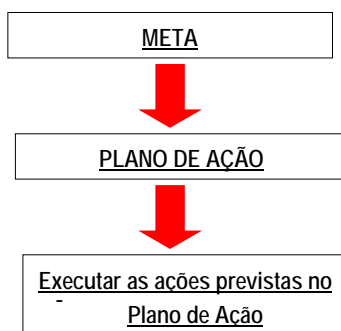 META
PLANO DE AÇÃO
Executar as ações previstas no
Plano de Ação